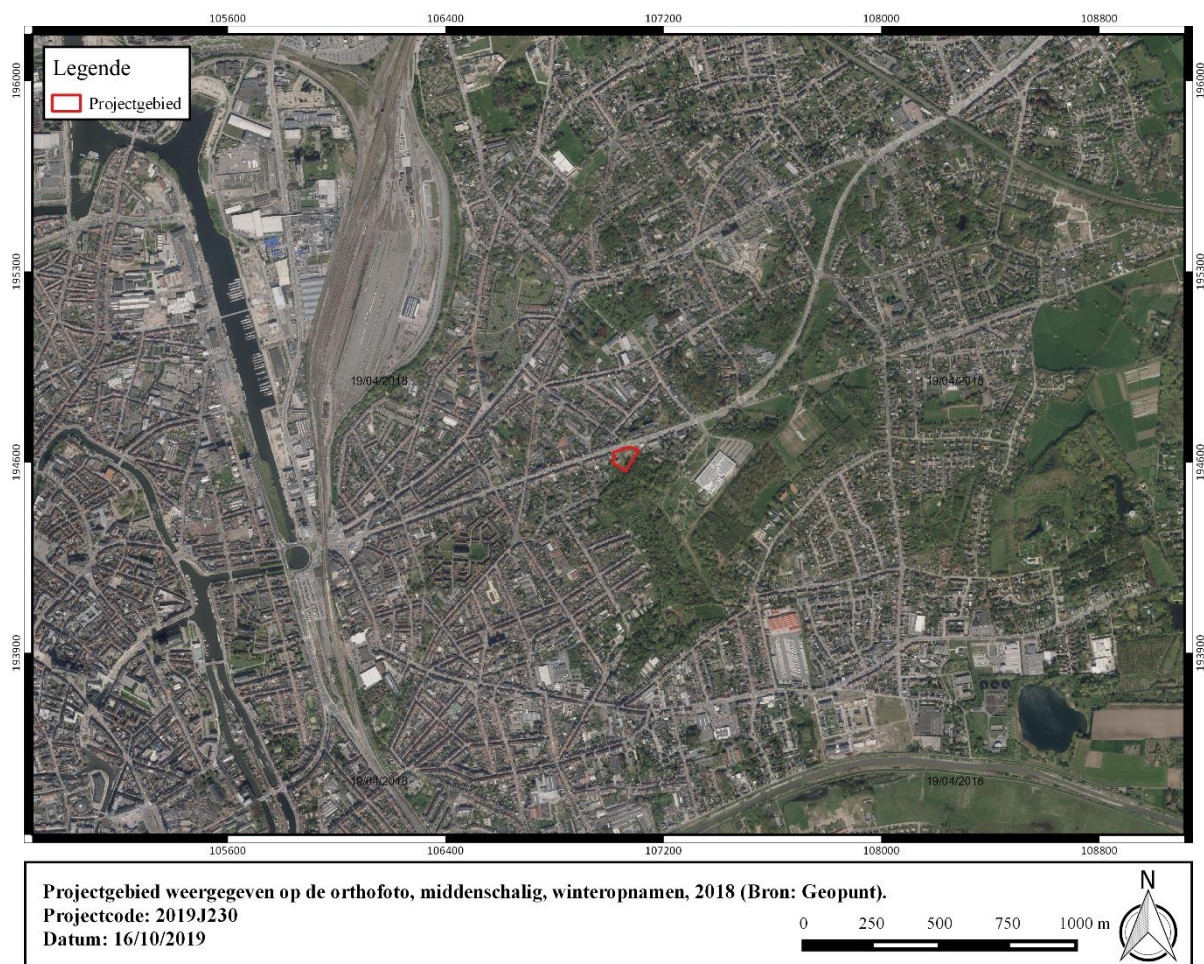 105600 106400 107200 108000 108800
Legende
Projectgebied
196000 196000
195300 195300
19/04/2018 19/04/2018
194600 194600
193900 193900
19/04/2018 19/04/2018
105600 106400 107200 108000 108800
Projectgebied weergegeven op de orthofoto, middenschalig, winteropnamen, 2018 (Bron: Geopunt).
Projectcode: 2019J230
Datum: 16/10/2019
0 250 500 750 1000 m
N